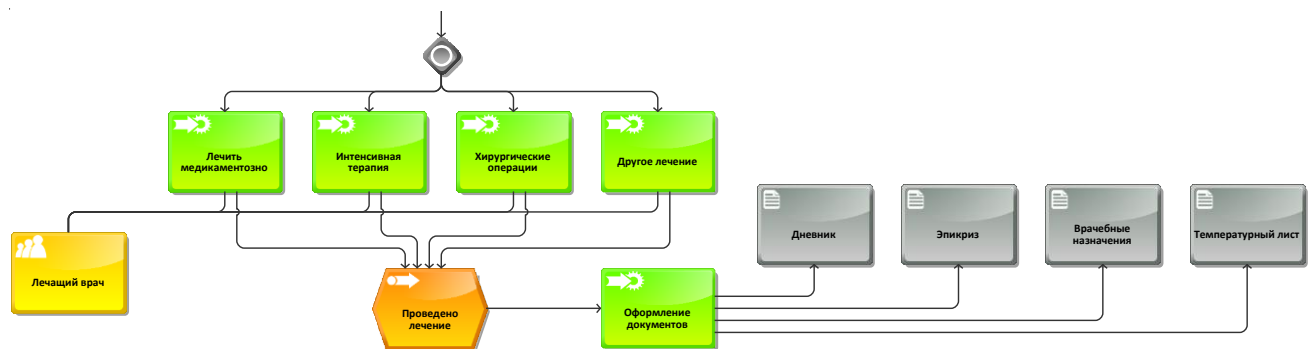 Лечить
медикаментозно
Интенсивная
терапия
Хирургические
операции
Другое лечение
Дневник
Эпикриз
Врачебные
назначения
Температурный лист
Лечащий врач
Проведено
лечение
Оформление
документов